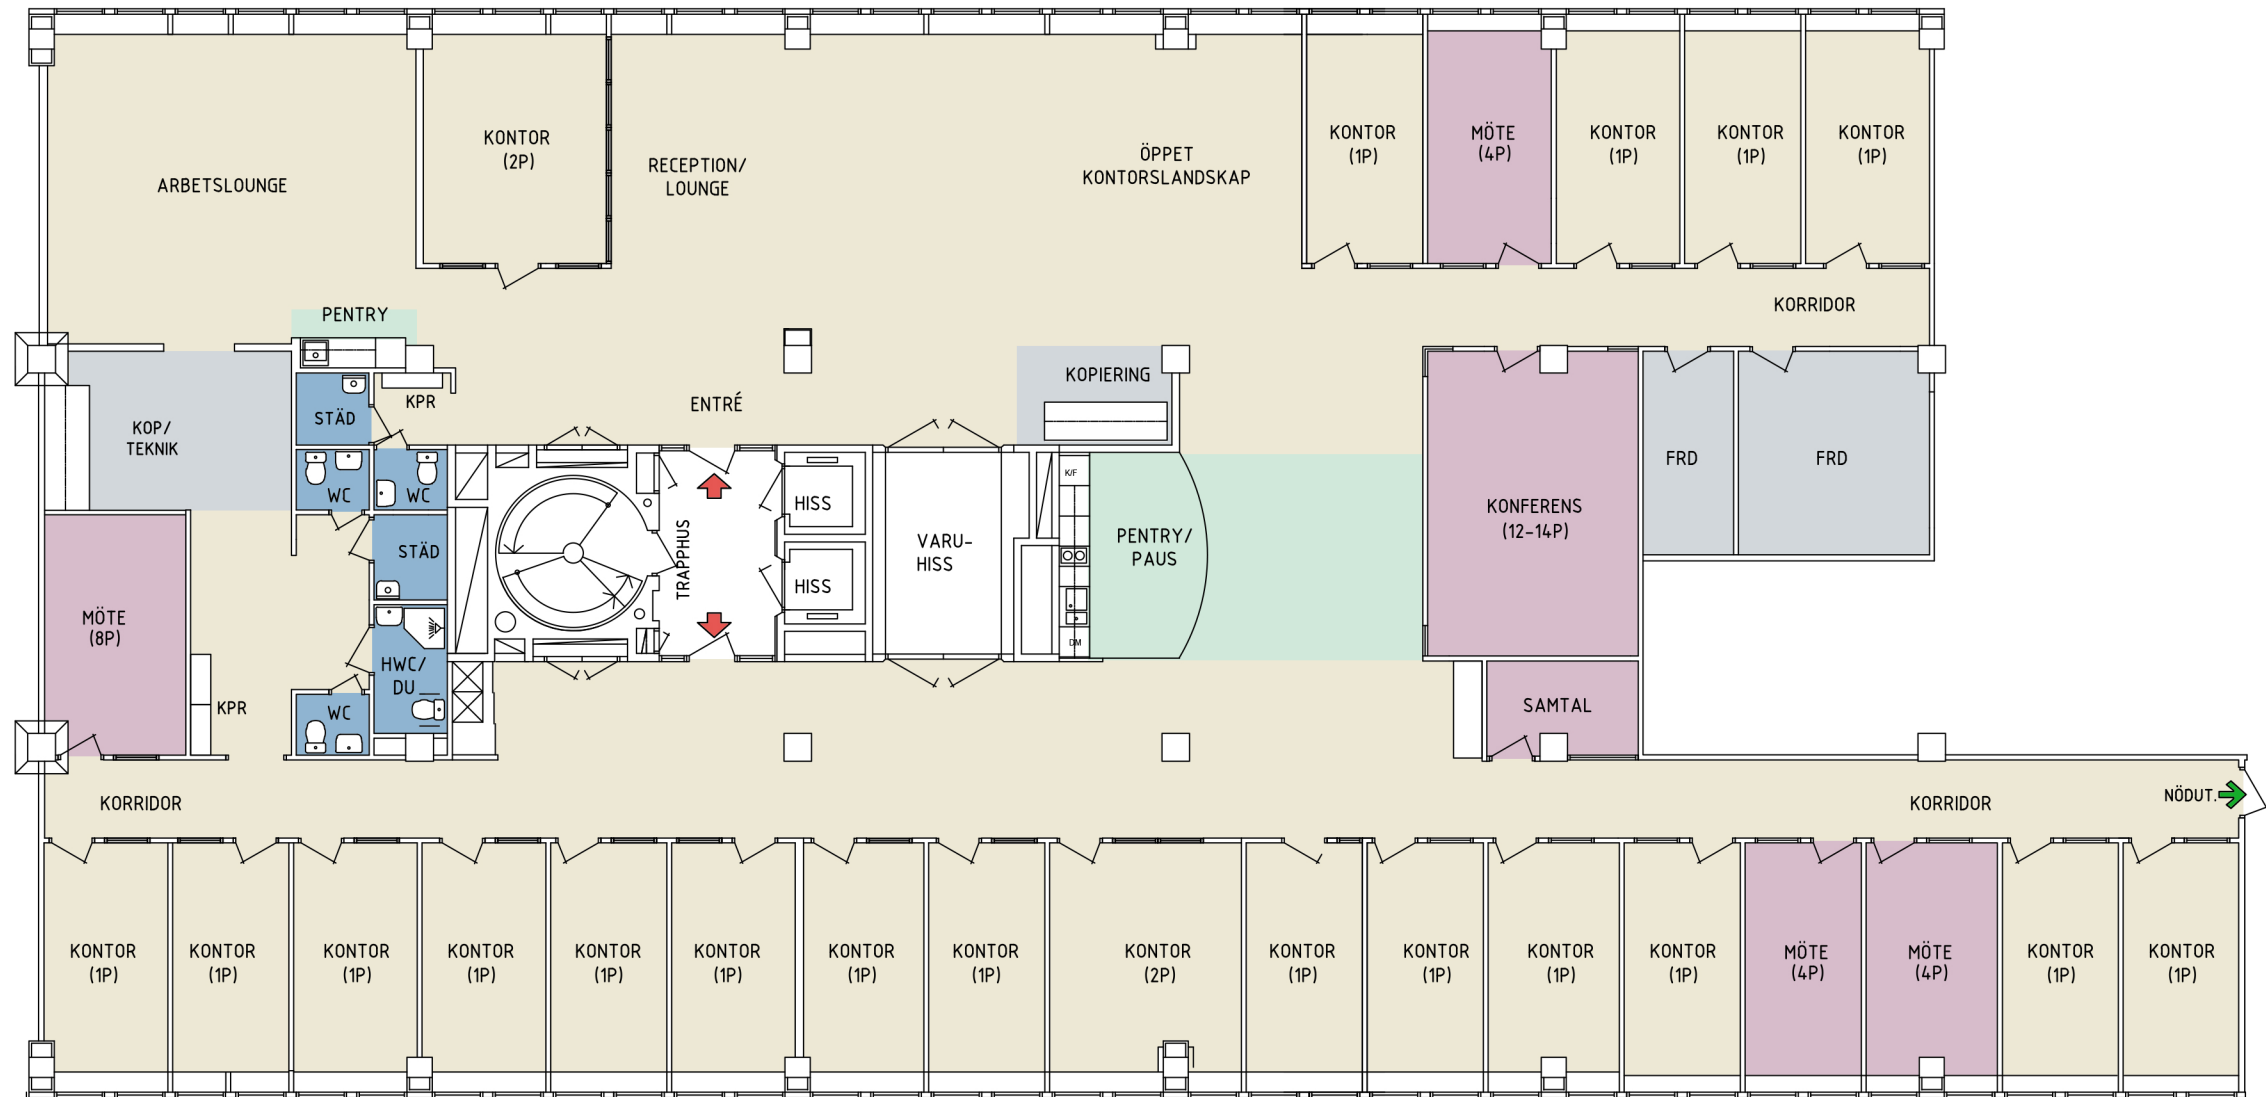 KONTOR
(2P)
ARBETSLOUNGE
RECEPTION/
LOUNGE
ÖPPET
KONTORSLANDSKAP
KONTOR
(1P)
MÖTE
(4P)
KONTOR
(1P)
KONTOR
(1P)
KONTOR
(1P)
KORRIDOR
PENTRY
KOPIERING
KPR
ENTRÉ
STÄD
KOP/
TEKNIK
WC
WC
K/F
HISS
FRD
FRD
KONFERENS
(12-14P)
STÄD
TRAPPHUS
VARU-
HISS
PENTRY/
PAUS
HISS
MÖTE
(8P)
HWC/
DU
DM
KPR
WC
SAMTAL
KORRIDOR
KORRIDOR
NÖDUT.
KONTOR
(1P)
KONTOR
(1P)
KONTOR
(1P)
KONTOR
(1P)
KONTOR
(1P)
KONTOR
(1P)
KONTOR
(1P)
KONTOR
(1P)
KONTOR
(2P)
KONTOR
(1P)
KONTOR
(1P)
KONTOR
(1P)
KONTOR
(1P)
MÖTE
(4P)
MÖTE
(4P)
KONTOR
(1P)
KONTOR
(1P)